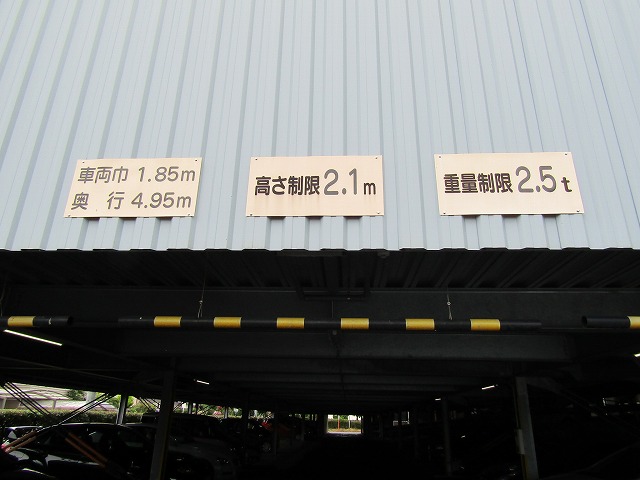 車両巾 1.85m
奥 行 4.95m
高さ制限2.1m
重量制限2.5t